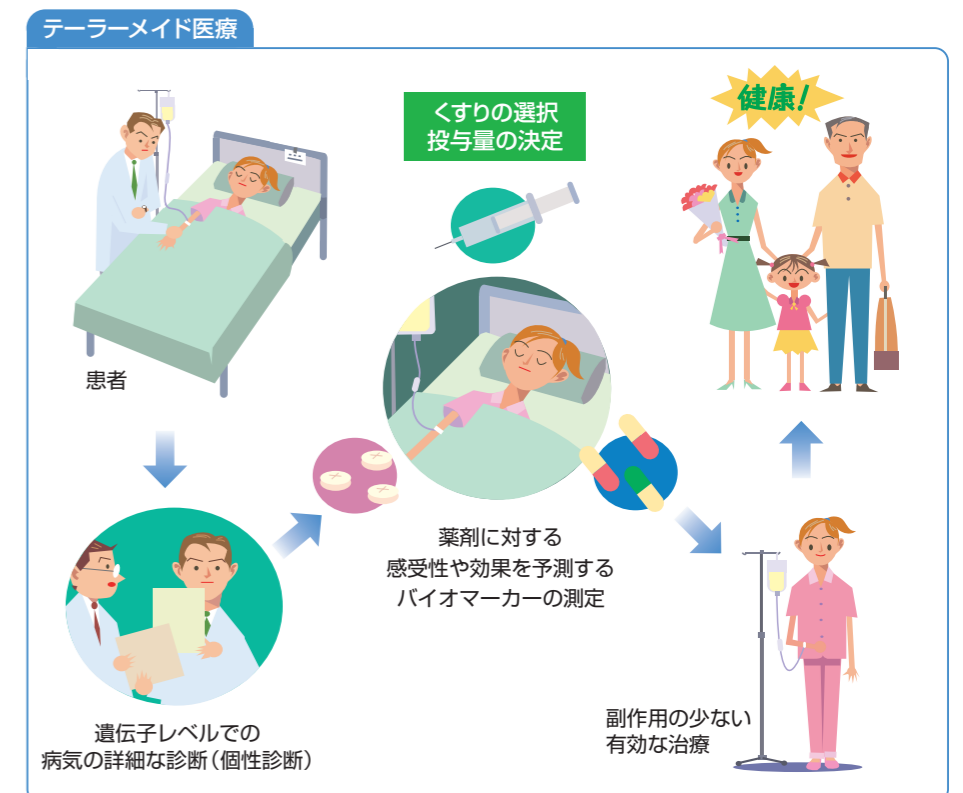 テーラーメイド医療
くすりの選択
投与量の決定
健康!
患者
薬剤に対する
感受性や効果を予測する
バイオマーカーの測定
遺伝子レベルでの
病気の詳細な診断(個性診断)
副作用の少ない
有効な治療